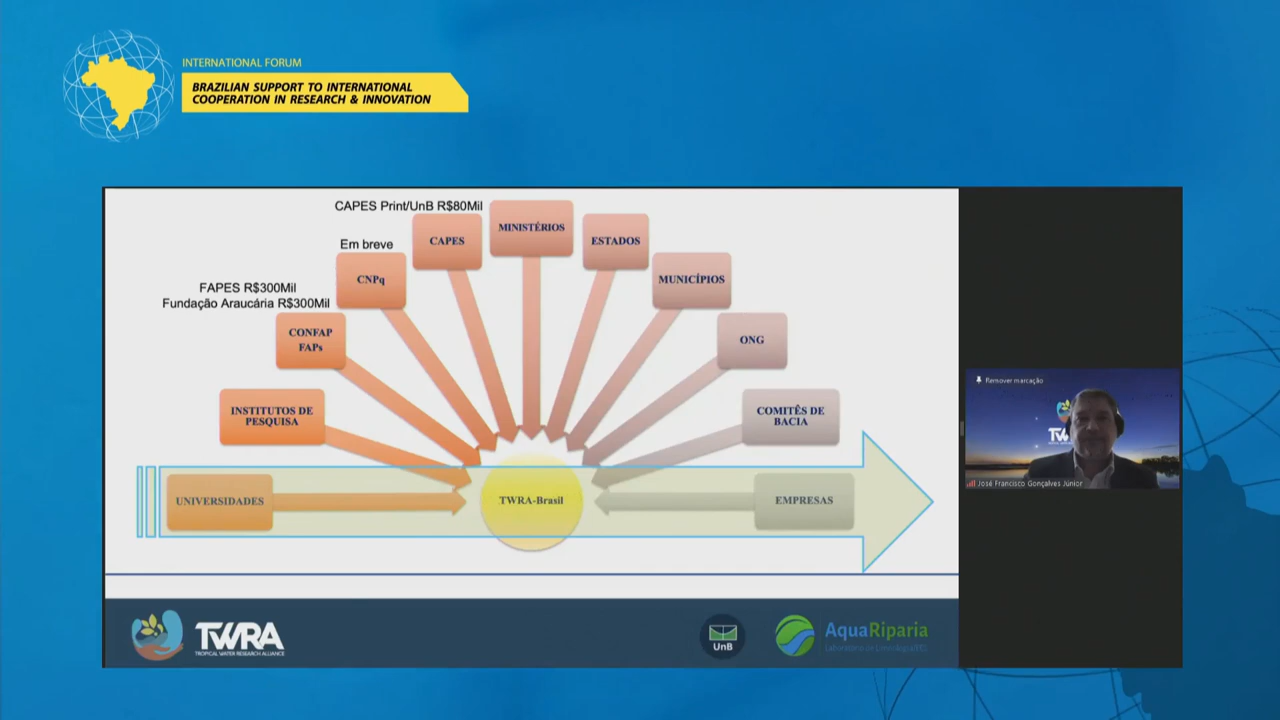 INTERNATIONAL FORUM
BRAZILIAN SUPPORT TO INTERNATIONAL
COOPERATION IN RESEARCH & INNOVATION
CAPES Print/UnB R$80Mil
MINISTÉRIOS
CAPES
ESTADOS
Em breve
CNPq
MUNICÍPIOS
FAPES R$300Mil
Fundação Araucária R$300Mil
CONFAP
FAPs
ONG
INSTITUTOS DE
PESQUISA
COMITÊS DE
BACIA
UNIVERSIDADES
TWRA-Brasil
EMPRESAS
Remover marcação
José Francisco Gonçalves Júnior
TWRA
TROPICAL WATER RESEARCH ALLIANCE
UnB
AquaRiparia